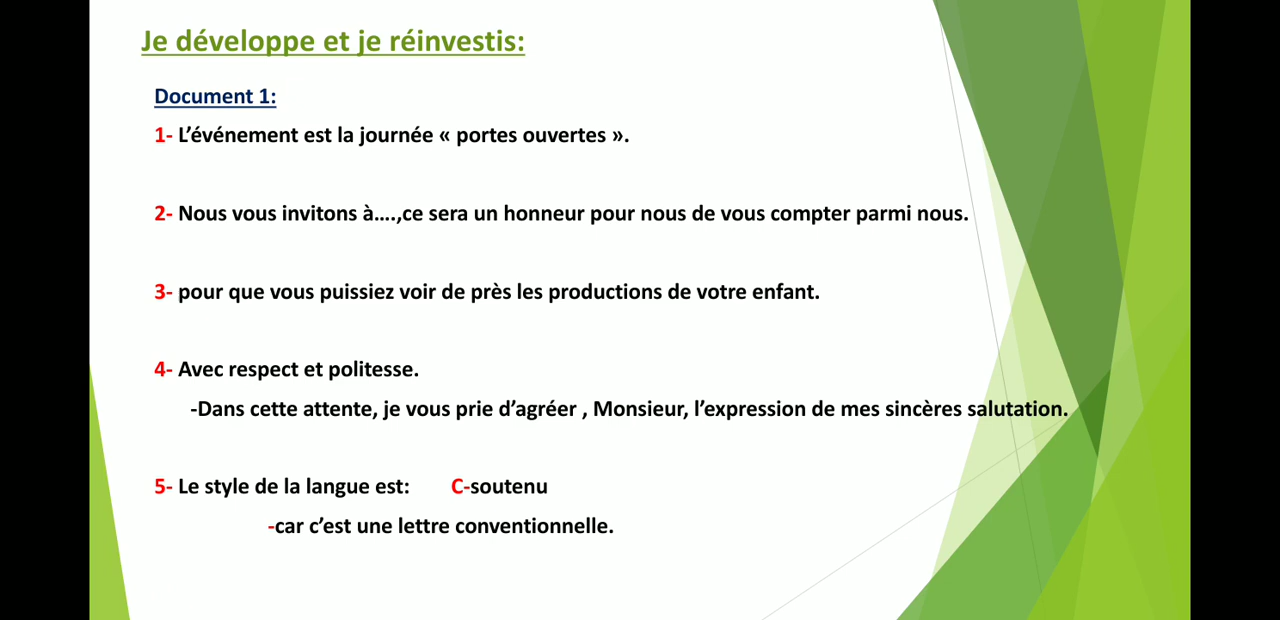 Je développe et je réinvestis:
Document 1:
1- L’événement est la journée « portes ouvertes ».
2- Nous vous invitons à….,ce sera un honneur pour nous de vous compter parmi nous.
3- pour que vous puissiez voir de près les productions de votre enfant.
4- Avec respect et politesse.
-Dans cette attente, je vous prie d’agréer , Monsieur, l’expression de mes sincères salutation.
5- Le style de la langue est: C-soutenu
-car c’est une lettre conventionnelle.